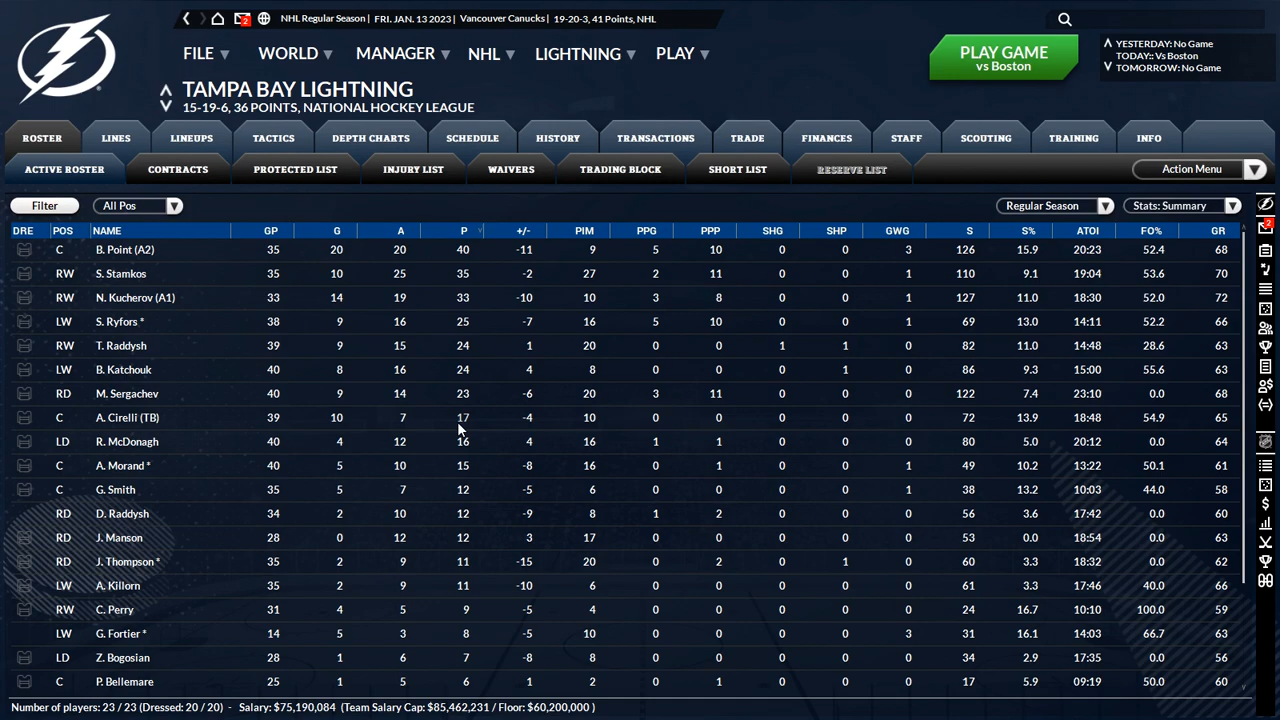 NHL Regular Season | FRI. JAN. 13 2023 | Vancouver Canucks | 19-20-3, 41 Points, NHL
2
FILE WORLD MANAGER NHL LIGHTNING PLAY
PLAY GAME
vs Boston
YESTERDAY: No Game
TODAY:: Vs Boston
TOMORROW: No Game
TAMPA BAY LIGHTNING
15-19-6, 36 POINTS, NATIONAL HOCKEY LEAGUE
ROSTER LINES LINEUPS TACTICS DEPTH CHARTS SCHEDULE HISTORY TRANSACTIONS TRADE FINANCES STAFF SCOUTING TRAINING INFO
ACTIVE ROSTER CONTRACTS PROTECTED LIST INJURY LIST WAIVERS TRADING BLOCK SHORT LIST RESERVE LIST Action Menu
Filter All Pos Regular Season Stats: Summary
DRE POS NAME GP G A P +/- PIM PPG PPP SHG SHP GWG S S% ATOI FO% GR
C B. Point (A2) 35 20 20 40 -11 9 5 10 0 0 3 126 15.9 20:23 52.4 68
RW S. Stamkos 35 10 25 35 -2 27 2 11 0 0 1 110 9.1 19:04 53.6 70
RW N. Kucherov (A1) 33 14 19 33 -10 10 3 8 0 0 1 127 11.0 18:30 52.0 72
LW S. Ryfors * 38 9 16 25 -7 16 5 10 0 0 1 69 13.0 14:11 52.2 66
RW T. Raddysh 39 9 15 24 1 20 0 0 1 1 0 82 11.0 14:48 28.6 63
LW B. Katchouk 40 8 16 24 4 8 0 0 0 1 0 86 9.3 15:00 55.6 63
RD M. Sergachev 40 9 14 23 -6 20 3 11 0 0 0 122 7.4 23:10 0.0 68
C A. Cirelli (TB) 39 10 7 17 -4 10 0 0 0 0 0 72 13.9 18:48 54.9 65
LD R. McDonagh 40 4 12 16 4 16 1 1 0 0 0 80 5.0 20:12 0.0 64
C A. Morand * 40 5 10 15 -8 16 0 1 0 0 1 49 10.2 13:22 50.1 61
C G. Smith 35 5 7 12 -5 6 0 0 0 0 1 38 13.2 10:03 44.0 58
RD D. Raddysh 34 2 10 12 -9 8 1 2 0 0 0 56 3.6 17:42 0.0 60
RD J. Manson 28 0 12 12 3 17 0 0 0 0 0 53 0.0 18:54 0.0 63
RD J. Thompson * 35 2 9 11 -15 20 0 2 0 1 0 60 3.3 18:32 0.0 62
LW A. Killorn 35 2 9 11 -10 6 0 0 0 0 0 61 3.3 17:46 40.0 66
RW C. Perry 31 4 5 9 -5 4 0 0 0 0 0 24 16.7 10:10 100.0 59
LW G. Fortier * 14 5 3 8 -5 10 0 0 0 0 3 31 16.1 14:03 66.7 63
LD Z. Bogosian 28 1 6 7 -8 8 0 0 0 0 0 34 2.9 17:35 0.0 56
C P. Bellemare 25 1 5 6 1 2 0 1 0 0 0 17 5.9 09:19 50.0 60
Number of players: 23 / 23 (Dressed: 20 / 20) - Salary: $75,190,084 (Team Salary Cap: $85,462,231 / Floor: $60,200,000 )
2